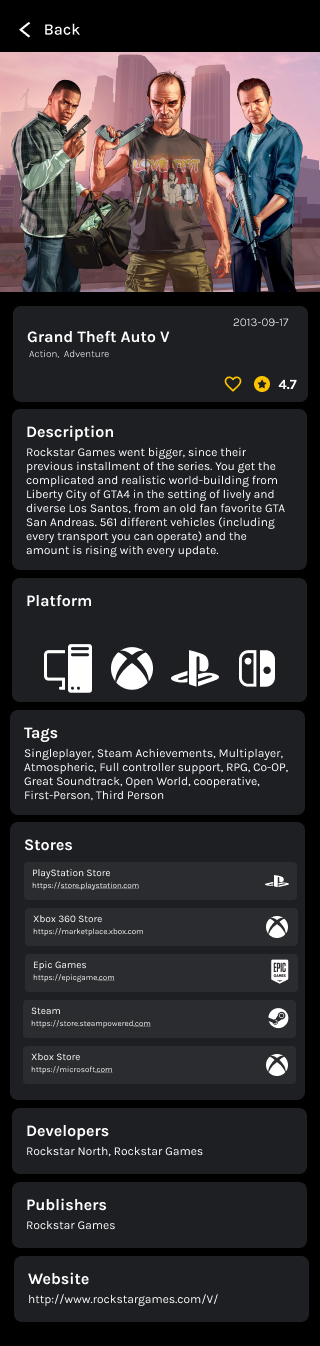 Back
2013-09-17
Grand Theft Auto V
Action, Adventure
4.7
Description
Rockstar Games went bigger, since their
previous installment of the series. You get the
complicated and realistic world-building from
Liberty City of GTA4 in the setting of lively and
diverse Los Santos, from an old fan favorite GTA
San Andreas. 561 different vehicles (including
every transport you can operate) and the
amount is rising with every update.
Platform
Tags
Singleplayer, Steam Achievements, Multiplayer,
Atmospheric, Full controller support, RPG, Co-OP,
Great Soundtrack, Open World, cooperative,
First-Person, Third Person
Stores
PlayStation Store
https://store.playstation.com
Xbox 360 Store
https://marketplace.xbox.com
Epic Games
https://epicgame.com
EPIC
GAMES
Steam
https://store.steampowered.com
Xbox Store
https://microsoft.com
Developers
Rockstar North, Rockstar Games
Publishers
Rockstar Games
Website
http://www.rockstargames.com/V/